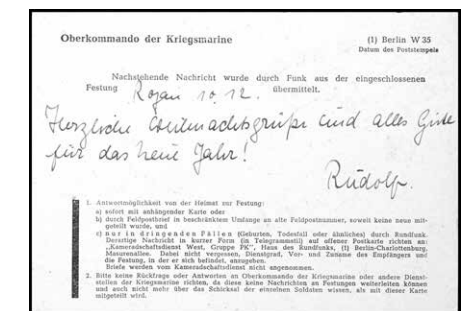 Oberkommando der Kriegsmarine
(1) Berlin W 35
Datum des Poststempels
Nachstehende Nachricht wurde durch Funk aus der eingeschlossenen
Festung Royan 10.12. übermittelt.
Herzliche Weihnachtsgrüße und alles Gute
für das neue Jahr!
Rudolf.
1. Antwortmöglichkeit von der Heimat zur Festung:
a) sofort mit anhängender Karte oder
b) durch Feldpostbrief in beschränktem Umfange an alte Feldpostnummer, soweit keine neue mit-
geteilt wurde, und
c) nur in dringenden Fällen (Geburten, Todesfall oder ähnliches) durch Rundfunk.
Derartige Nachricht in kurzer Form (in Telegrammstil) auf offener Postkarte richten an:
„Kameradschaftsdienst West, Gruppe PK“, Haus des Rundfunks, (1) Berlin-Charlottenburg,
Masurenallee. Dabei nicht vergessen, Dienstgrad, Vor- und Zuname des Empfängers und
die Festung, in der er sich befindet, anzugeben.
Briefe werden vom Kameradschaftsdienst nicht angenommen.
2. Bitte keine Rückfrage oder Antworten an Oberkommando der Kriegsmarine oder andere Dienst-
stellen der Kriegsmarine richten, da diese keine Nachrichten an Festungen weiterleiten können
und auch nicht mehr über das Schicksal der einzelnen Soldaten wissen, als mit dieser Karte
mitgeteilt wird.